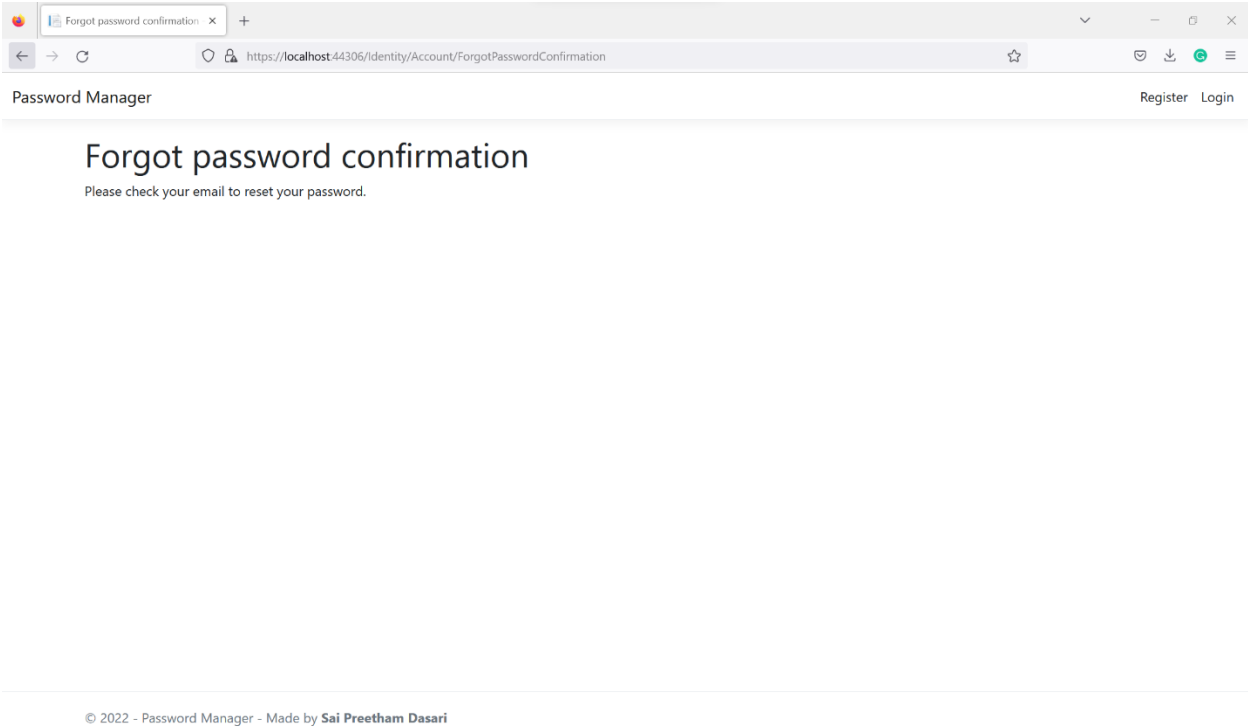 Forgot password confirmation -
https://localhost:44306/Identity/Account/ForgotPasswordConfirmation
Password Manager
Register Login
Forgot password confirmation
Please check your email to reset your password.
© 2022 - Password Manager - Made by Sai Preetham Dasari